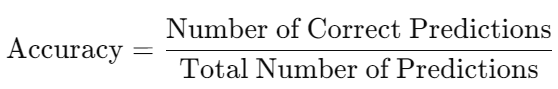 Accuracy = Number of Correct Predictions / Total Number of Predictions